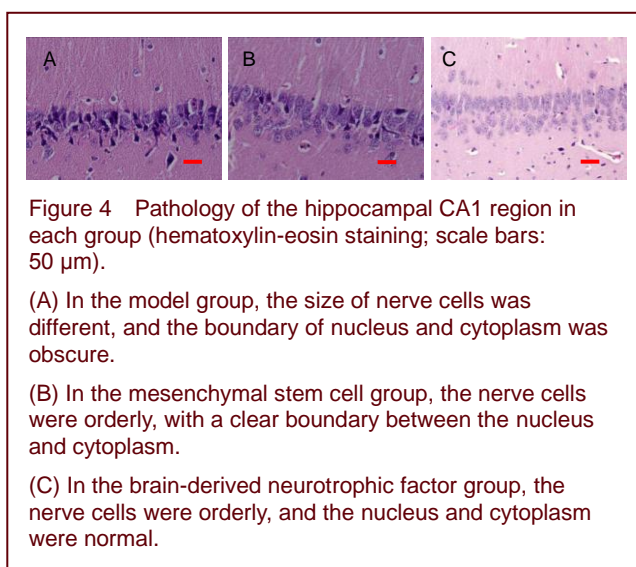 A B C
Figure 4 Pathology of the hippocampal CA1 region in
each group (hematoxylin-eosin staining; scale bars:
50 μm).
(A) In the model group, the size of nerve cells was
different, and the boundary of nucleus and cytoplasm was
obscure.
(B) In the mesenchymal stem cell group, the nerve cells
were orderly, with a clear boundary between the nucleus
and cytoplasm.
(C) In the brain-derived neurotrophic factor group, the
nerve cells were orderly, and the nucleus and cytoplasm
were normal.